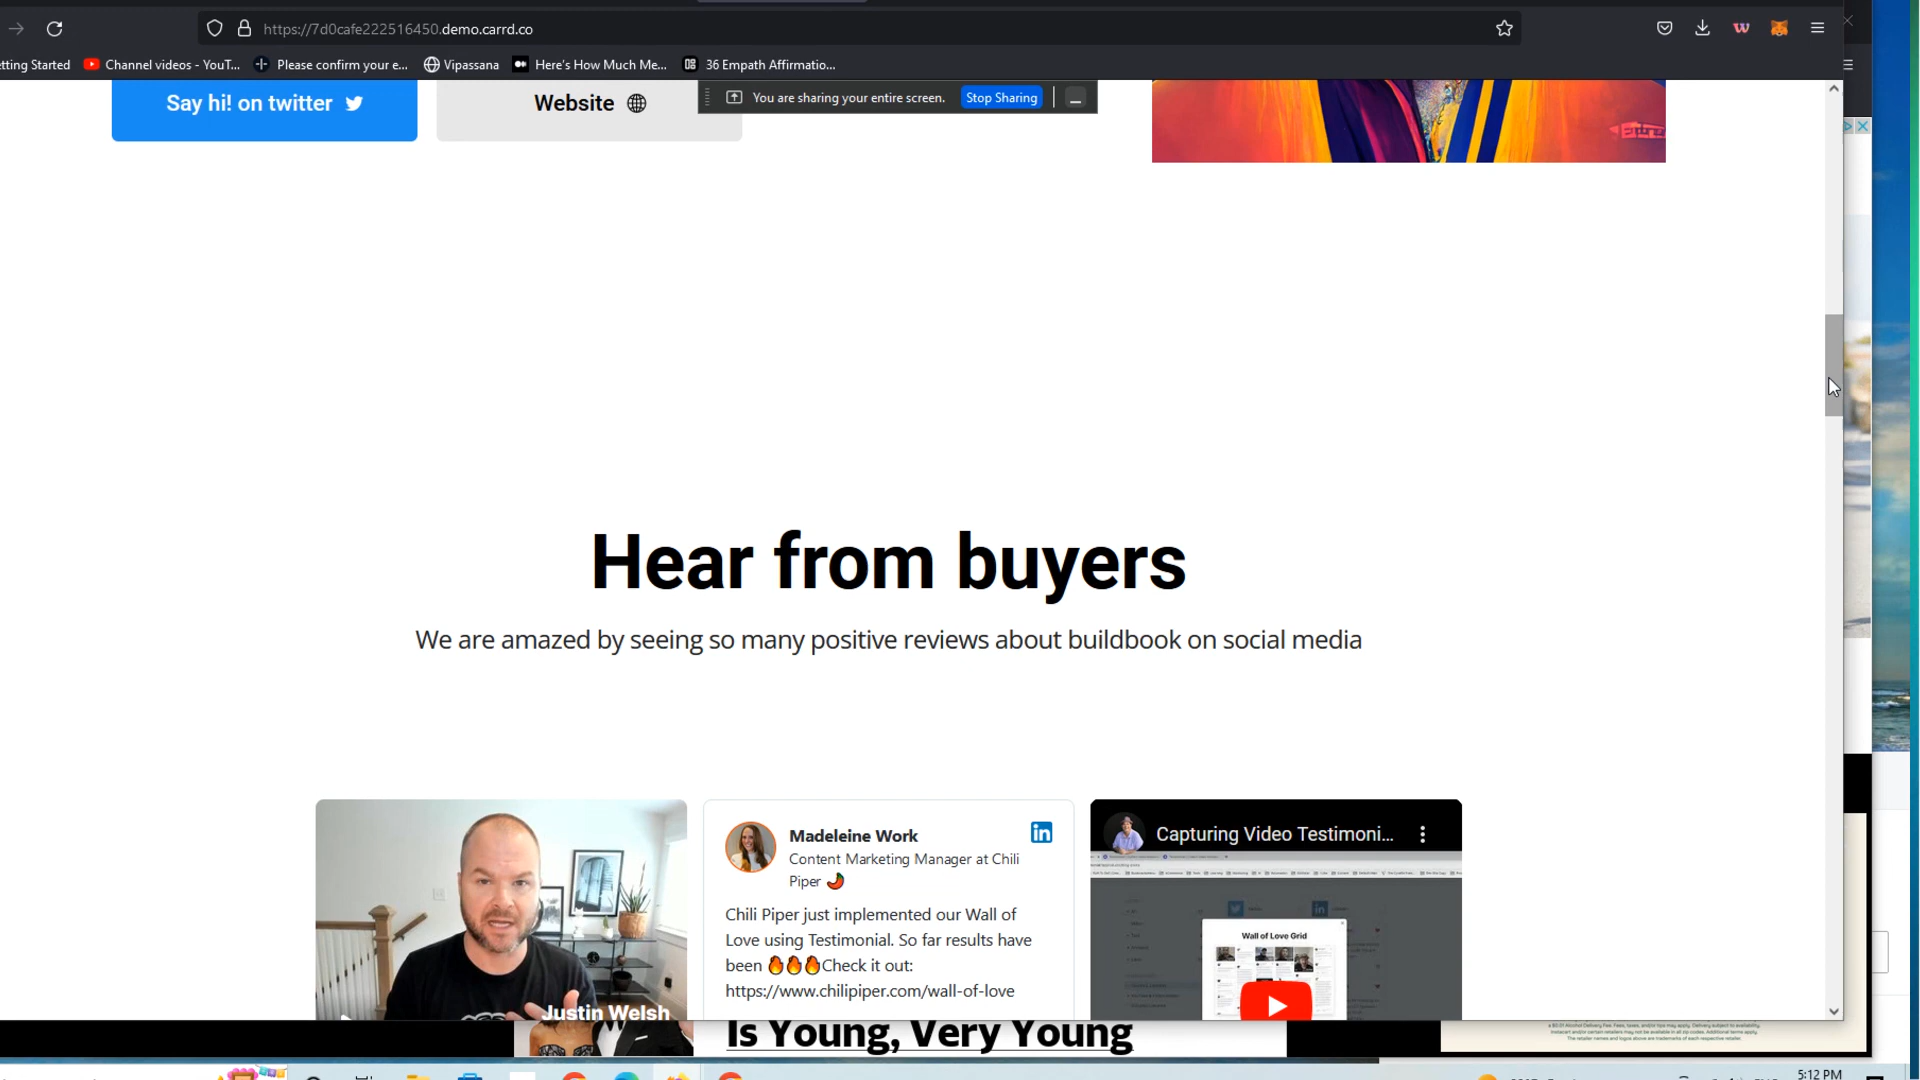 https://7d0cafe222516450.demo.carrd.co
etting Started
Channel videos - YouT...
Please confirm your e...
Vipassana
Here's How Much Me...
36 Empath Affirmatio...
Say hi! on twitter
Website
You are sharing your entire screen.
Stop Sharing
Hear from buyers
We are amazed by seeing so many positive reviews about buildbook on social media
Madeleine Work
Content Marketing Manager at Chili
Piper 🌶️
Chili Piper just implemented our Wall of
Love using Testimonial. So far results have
been 🔥🔥🔥Check it out:
https://www.chilipiper.com/wall-of-love
Capturing Video Testimoni...
Wall of Love Grid
Justin Welsh
Is Young, Very Young
5:12 PM